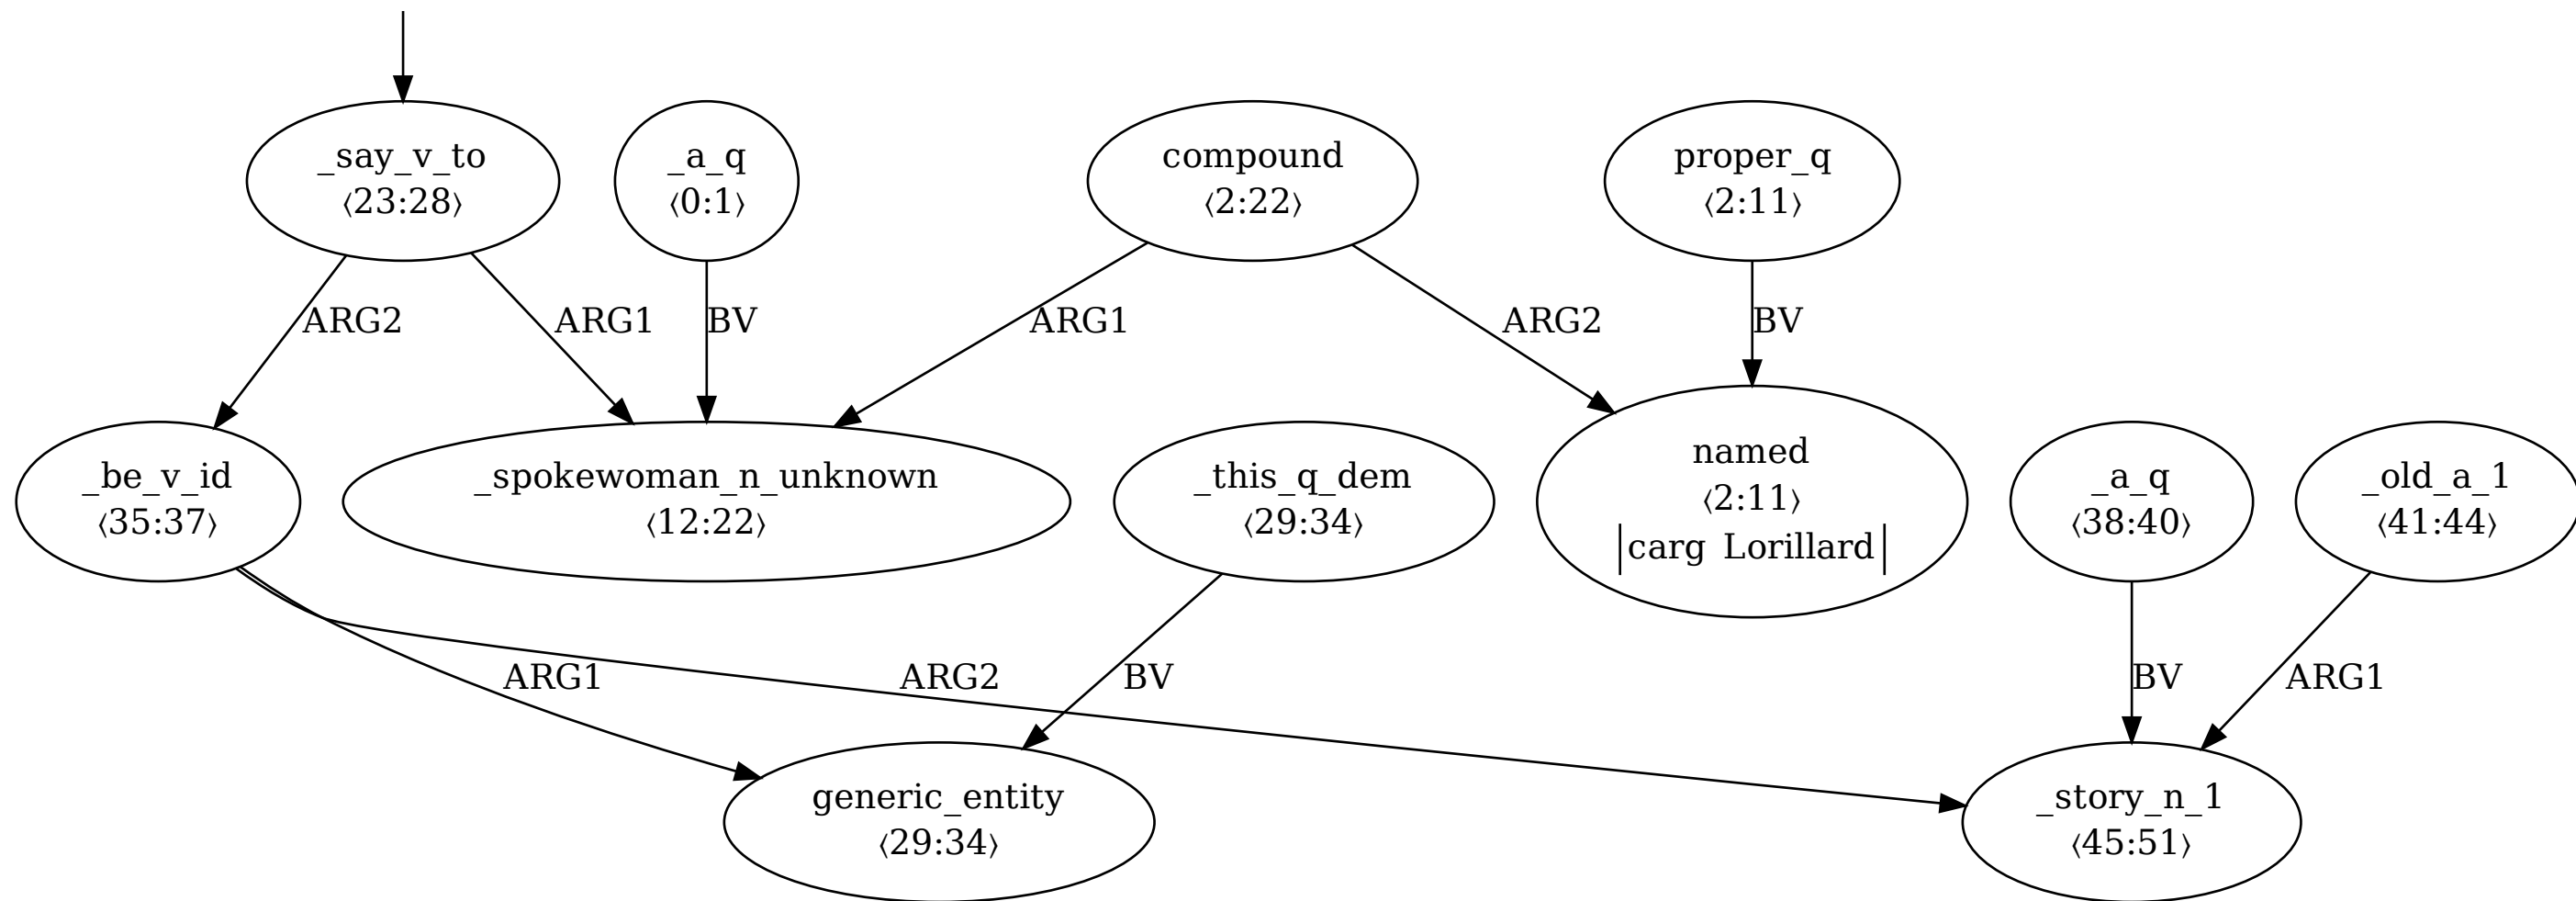 _say_v_to
⟨23:28⟩
_a_q
⟨0:1⟩
compound
⟨2:22⟩
proper_q
⟨2:11⟩
ARG2
ARG1
BV
ARG1
ARG2
BV
_be_v_id
⟨35:37⟩
_spokewoman_n_unknown
⟨12:22⟩
_this_q_dem
⟨29:34⟩
named
⟨2:11⟩
|carg Lorillard|
_a_q
⟨38:40⟩
_old_a_1
⟨41:44⟩
ARG1
ARG2
BV
BV
ARG1
generic_entity
⟨29:34⟩
_story_n_1
⟨45:51⟩